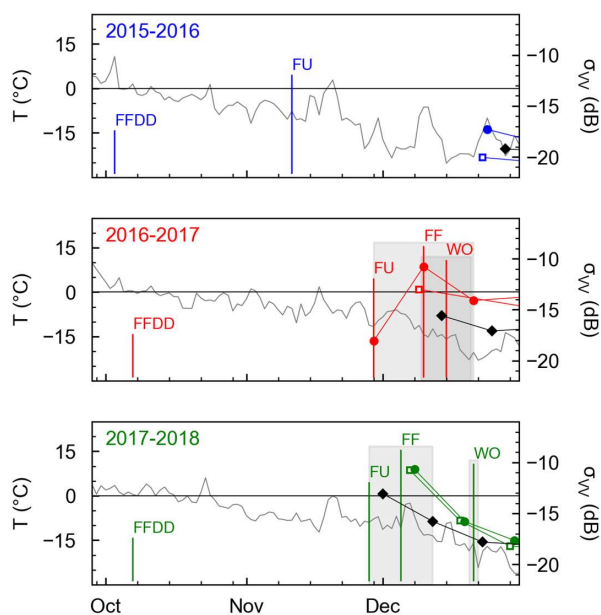 2015-2016
FU
FFDD
T (°C)
15
0
−15
−10
−15
−20
σVV (dB)
2016-2017
FF
WO
FU
FFDD
T (°C)
15
0
−15
−10
−15
−20
σVV (dB)
2017-2018
FF
WO
FU
FFDD
T (°C)
15
0
−15
−10
−15
−20
σVV (dB)
Oct Nov Dec